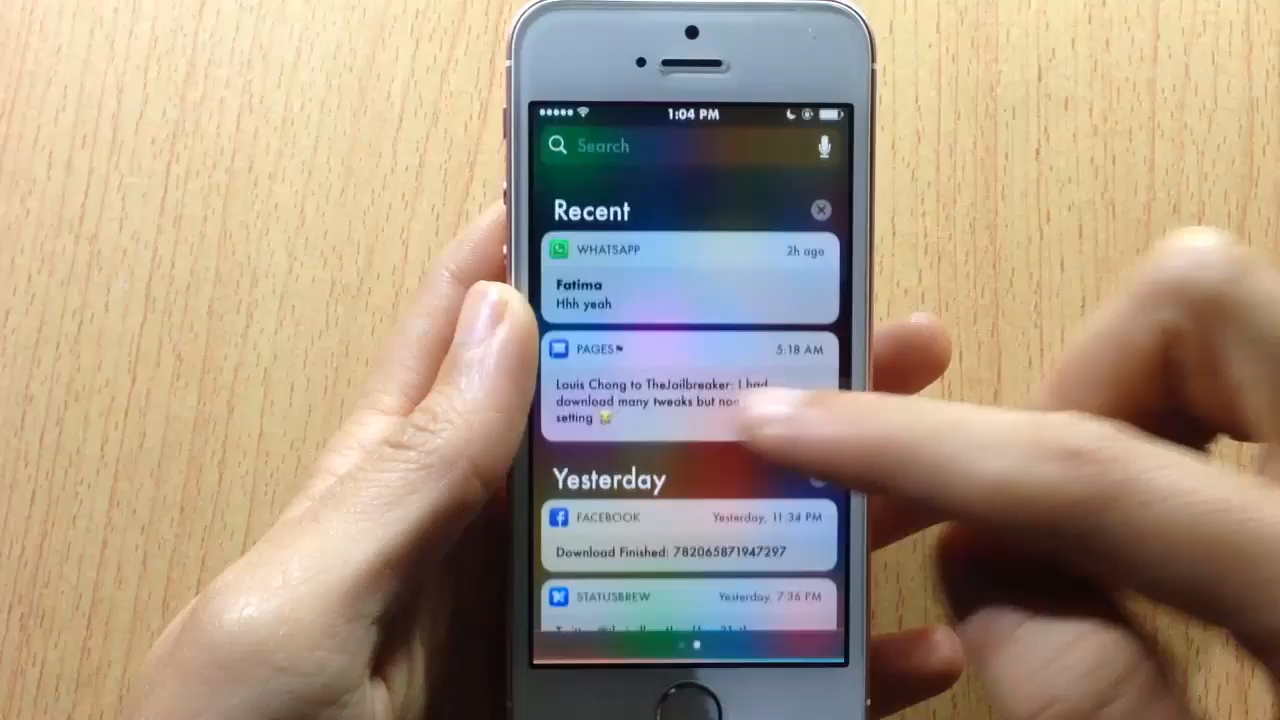 1:04 PM
Search
Recent
WHATSAPP
2h ago
Fatima
Hhh yeah
PAGES
5:18 AM
Louis Chong to TheJailbreaker: I had
download many tweaks but
setting 😭
Yesterday
FACEBOOK
Yesterday, 11:34 PM
Download Finished: 782065871947297
STATUSBREW
Yesterday, 7:36 PM